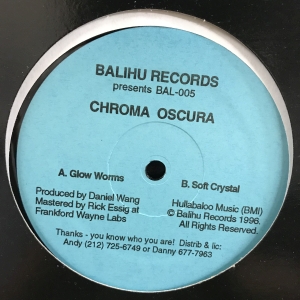 BALIHU RECORDS
presents BAL-005
CHROMA OSCURA
A. Glow Worms
B. Soft Crystal
Produced by Daniel Wang
Mastered by Rick Essig at
Frankford Wayne Labs
Hullabaloo Music (BMI)
© Balihu Records 1996.
All Rights Reserved.
Thanks - you know who you are! Distrib & lic:
Andy (212) 725-6749 or Danny 677-7963